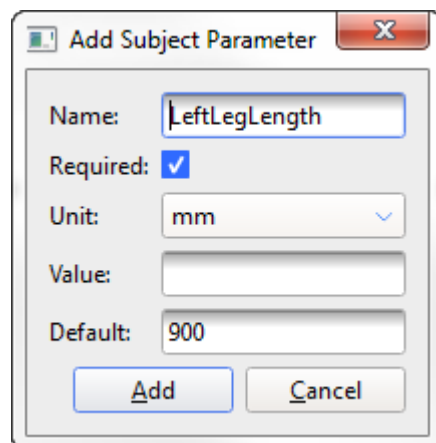 Add Subject Parameter
Name: LeftLegLength
Required:
Unit: mm
Value:
Default: 900
Add Cancel